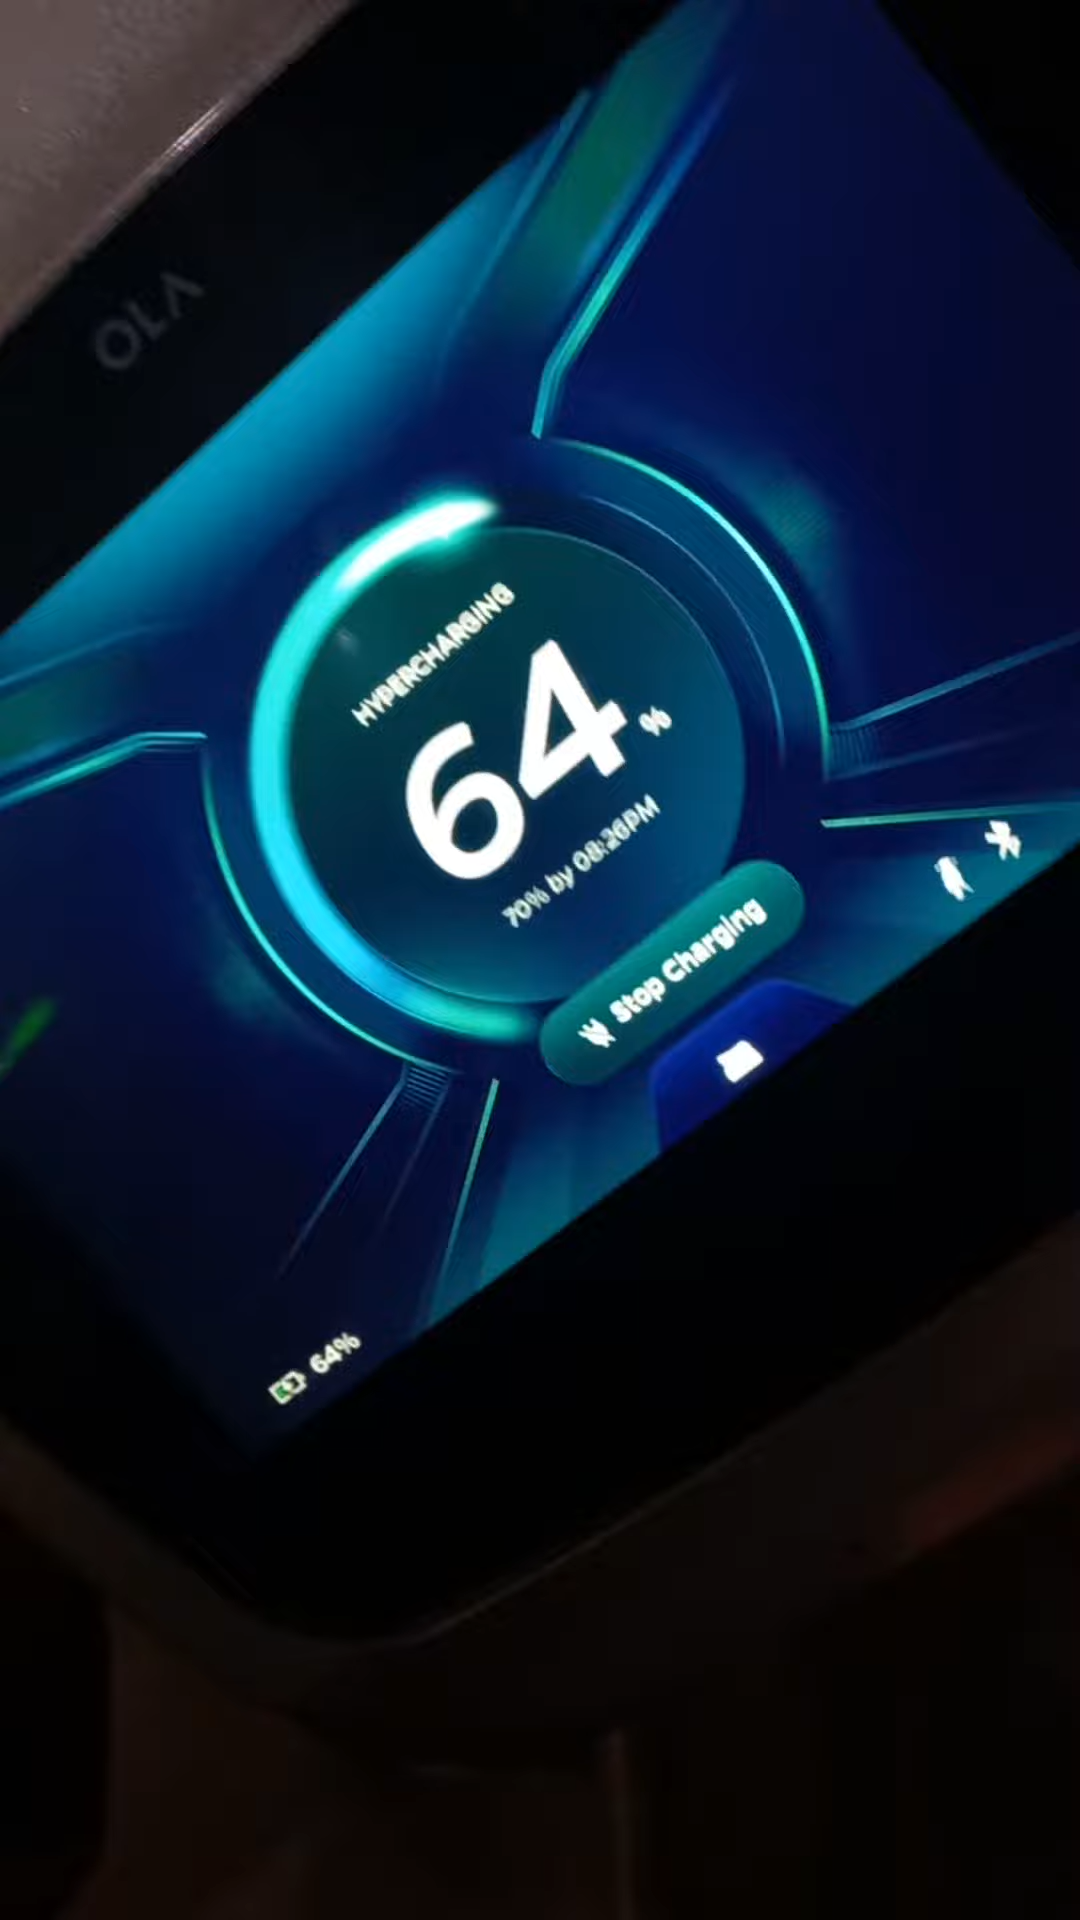 OLA
HYPERCHARGING
64%
70% by 08:26PM
Stop Charging
64%